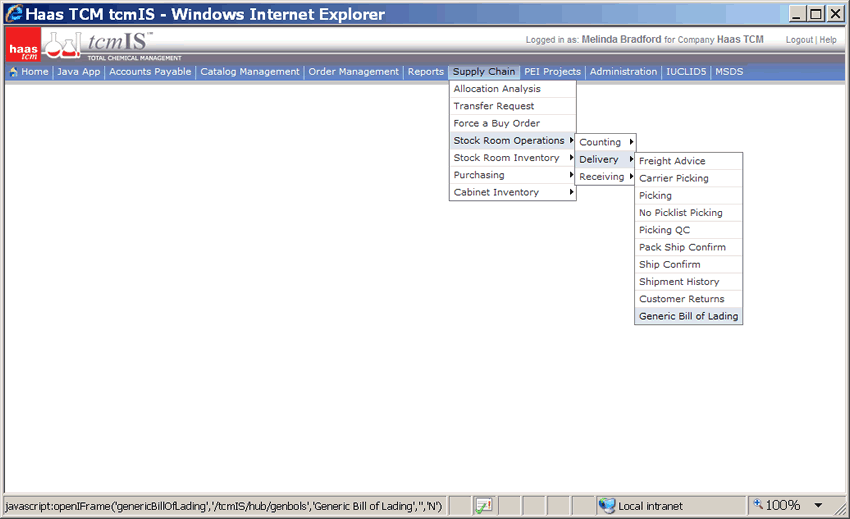 Haas TCM tcmIS - Windows Internet Explorer
haas tcm
tcmIS™
TOTAL CHEMICAL MANAGEMENT
Logged in as: Melinda Bradford for Company Haas TCM
Logout | Help
Home | Java App | Accounts Payable | Catalog Management | Order Management | Reports | Supply Chain | PEI Projects | Administration | IUCLID5 | MSDS
Allocation Analysis
Transfer Request
Force a Buy Order
Stock Room Operations
Stock Room Inventory
Purchasing
Cabinet Inventory
Counting
Delivery
Receiving
Freight Advice
Carrier Picking
Picking
No Picklist Picking
Picking QC
Pack Ship Confirm
Ship Confirm
Shipment History
Customer Returns
Generic Bill of Lading
javascript:openIFrame('genericBillOfLading','/tcmIS/hub/genbols','Generic Bill of Lading','','N')
Local intranet
100%